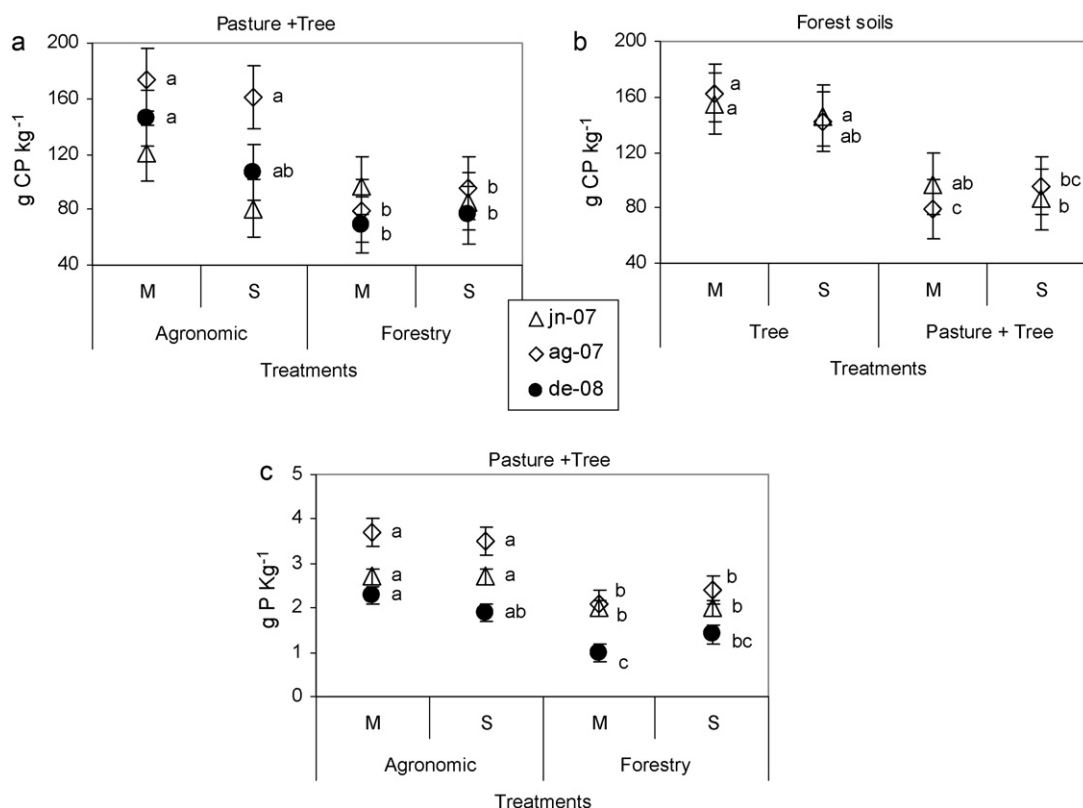 a
Pasture +Tree
200
160
120
80
40
g CP kg⁻¹
a
a
a
ab
b
b
b
b
M
S
M
S
Agronomic
Forestry
Treatments
b
Forest soils
200
160
120
80
40
g CP kg⁻¹
a
a
a
ab
ab
c
bc
b
M
S
M
S
Tree
Pasture + Tree
Treatments
jn-07
ag-07
de-08
c
Pasture +Tree
5
4
3
2
1
0
g P Kg⁻¹
a
a
a
a
a
ab
b
b
c
b
b
bc
M
S
M
S
Agronomic
Forestry
Treatments